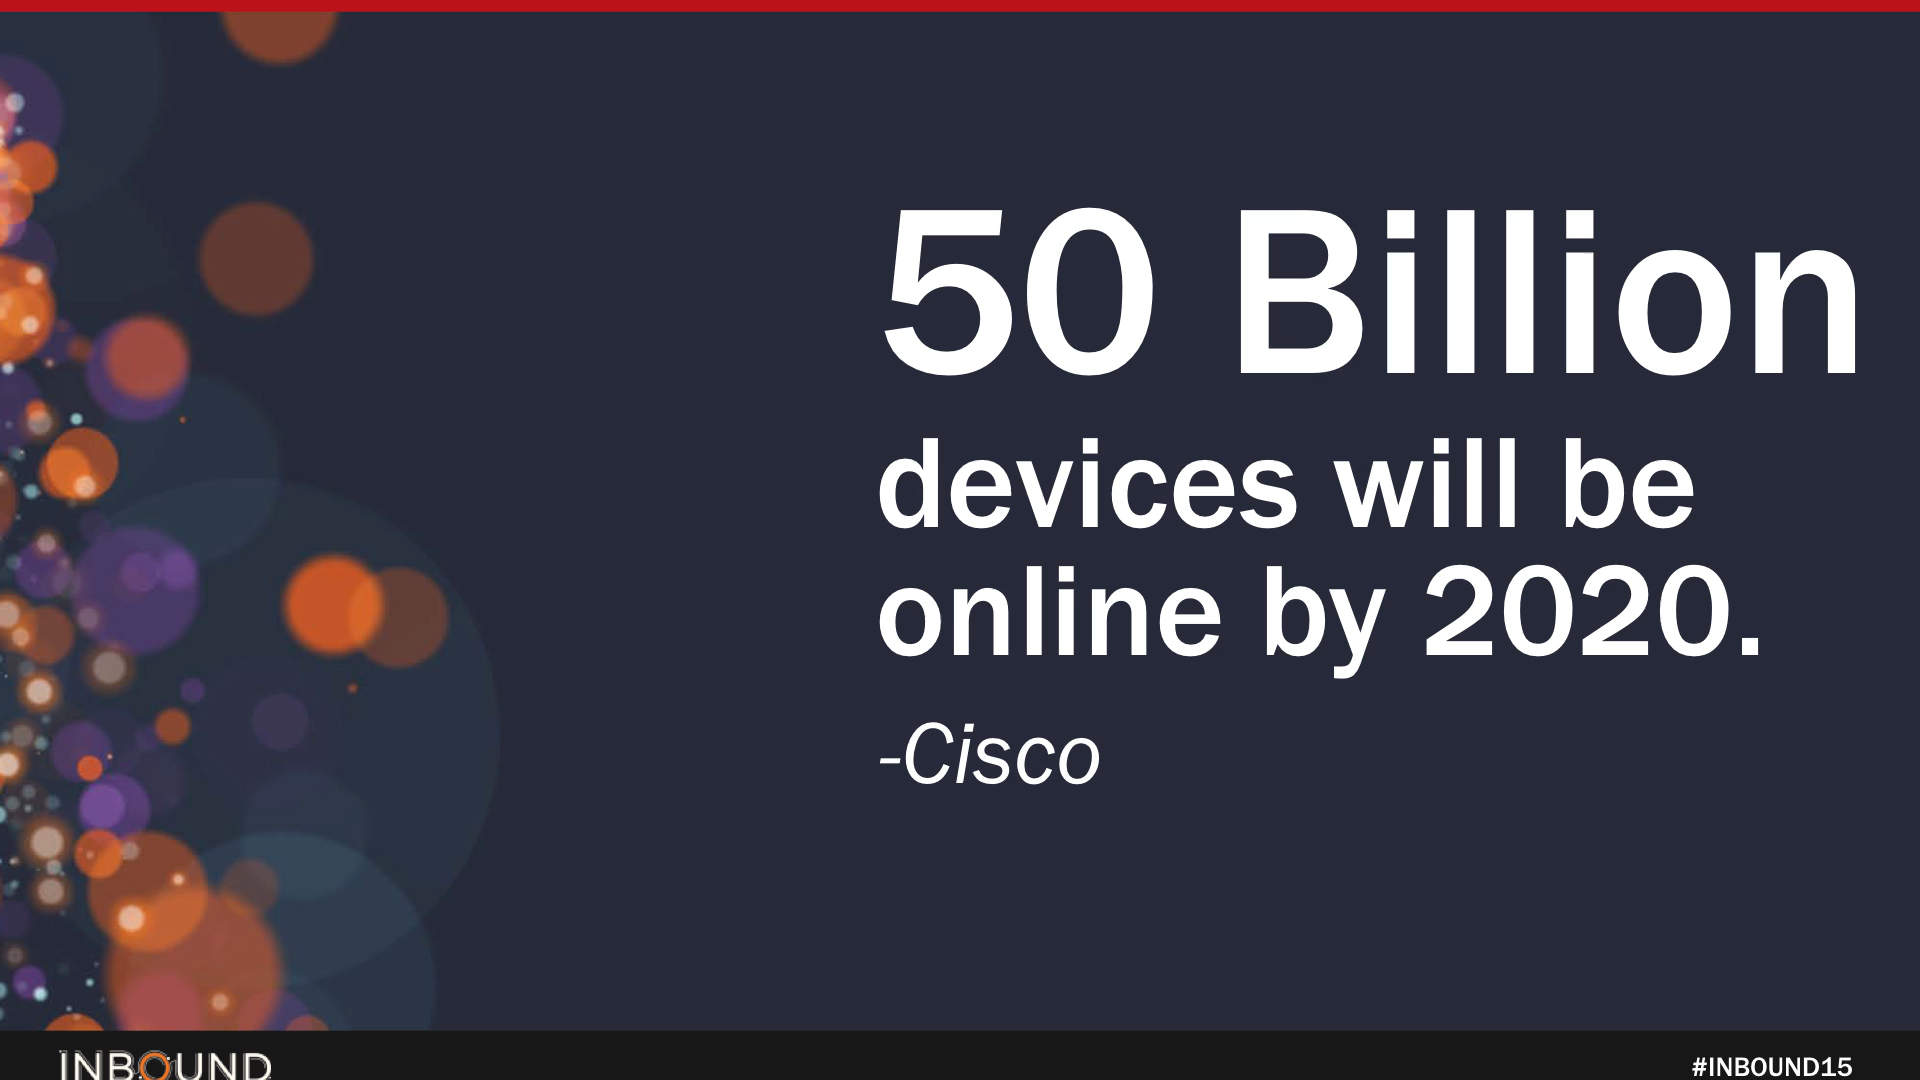 50 Billion
devices will be
online by 2020.
-Cisco
INBOUND
#INBOUND15